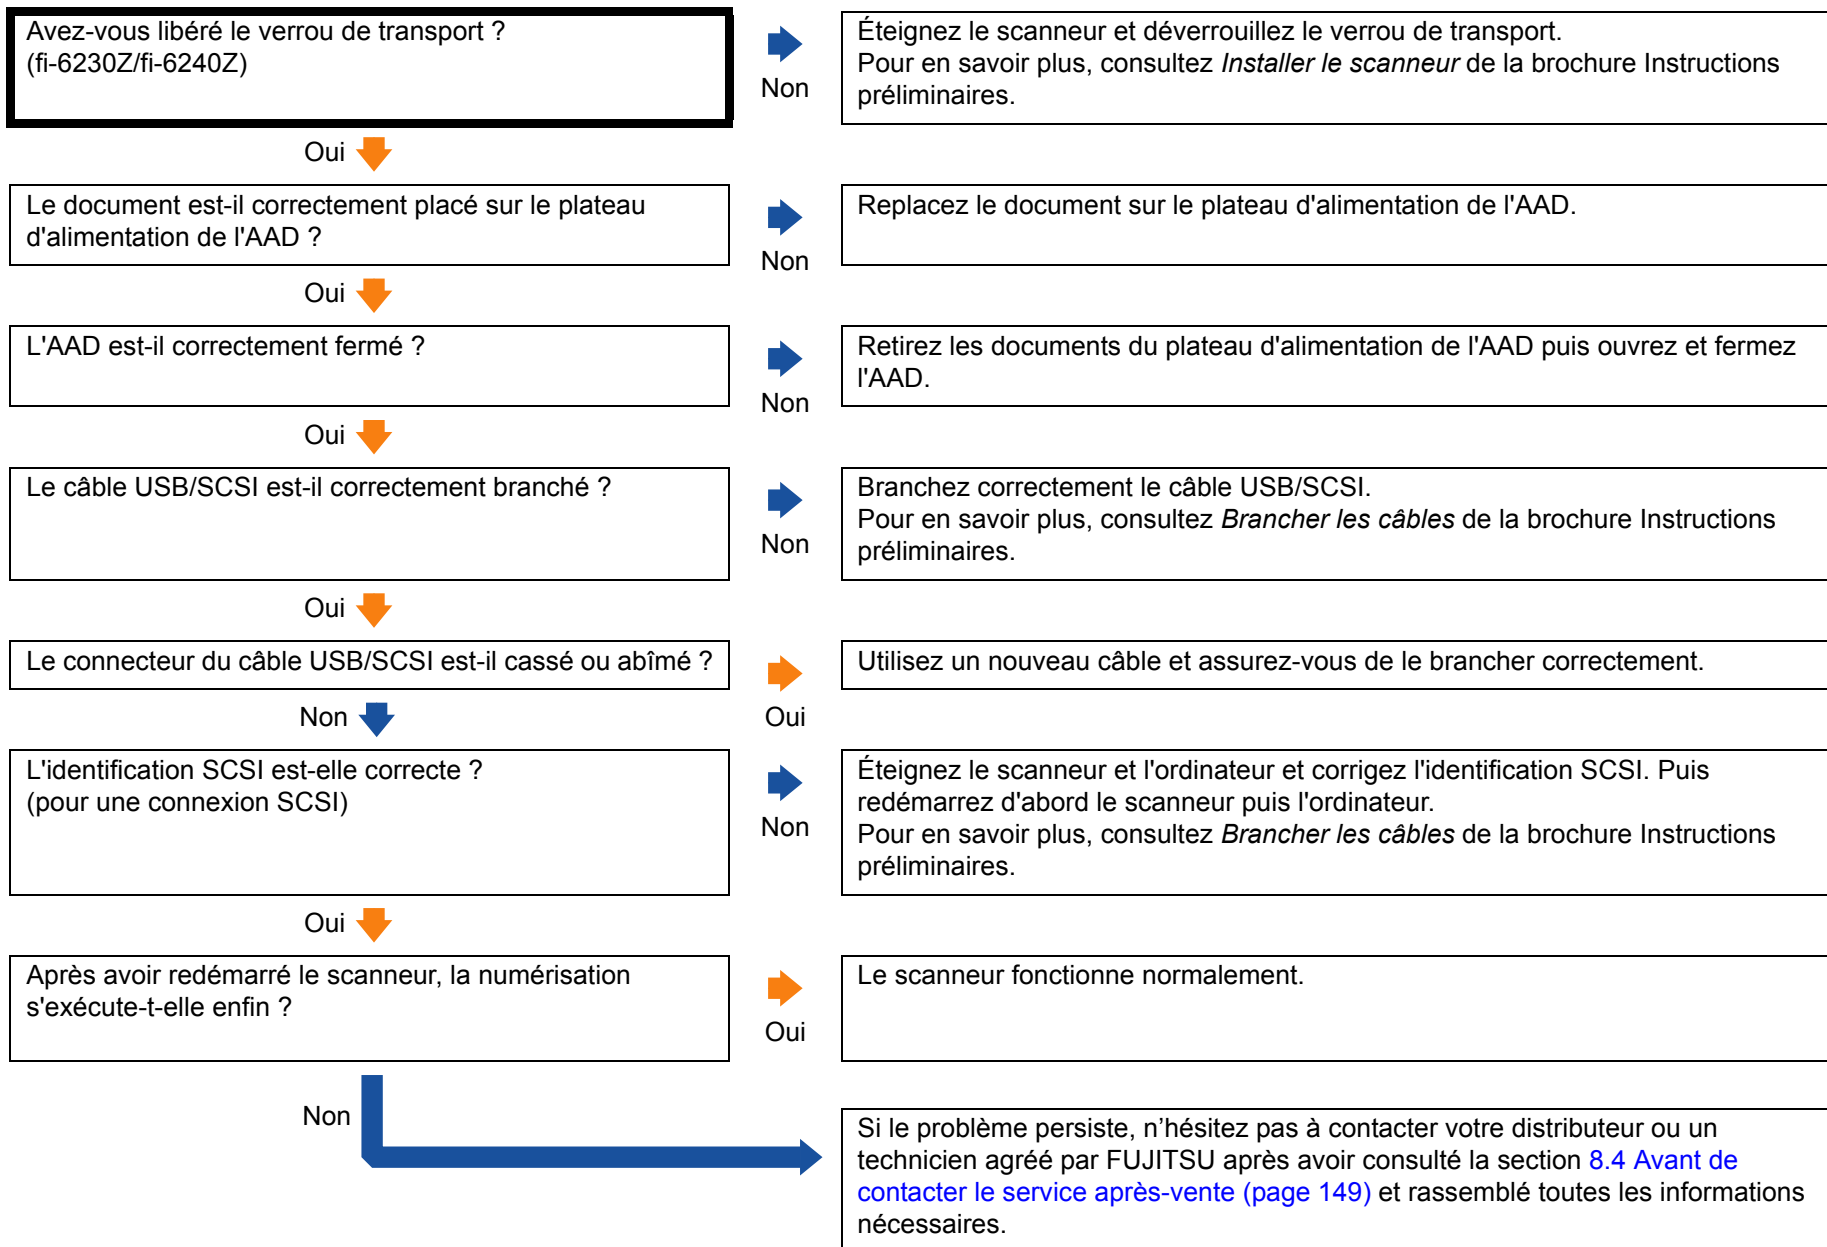 Avez-vous libéré le verrou de transport ?
(fi-6230Z/fi-6240Z)
Non
Éteignez le scanneur et déverrouillez le verrou de transport.
Pour en savoir plus, consultez Installer le scanneur de la brochure Instructions
préliminaires.
Oui
Le document est-il correctement placé sur le plateau
d'alimentation de l'AAD ?
Non
Replacez le document sur le plateau d'alimentation de l'AAD.
Oui
L'AAD est-il correctement fermé ?
Non
Retirez les documents du plateau d'alimentation de l'AAD puis ouvrez et fermez
l'AAD.
Oui
Le câble USB/SCSI est-il correctement branché ?
Non
Branchez correctement le câble USB/SCSI.
Pour en savoir plus, consultez Brancher les câbles de la brochure Instructions
préliminaires.
Oui
Le connecteur du câble USB/SCSI est-il cassé ou abîmé ?
Oui
Utilisez un nouveau câble et assurez-vous de le brancher correctement.
Non
L'identification SCSI est-elle correcte ?
(pour une connexion SCSI)
Non
Éteignez le scanneur et l'ordinateur et corrigez l'identification SCSI. Puis
redémarrez d'abord le scanneur puis l'ordinateur.
Pour en savoir plus, consultez Brancher les câbles de la brochure Instructions
préliminaires.
Oui
Après avoir redémarré le scanneur, la numérisation
s'exécute-t-elle enfin ?
Oui
Le scanneur fonctionne normalement.
Non
Si le problème persiste, n’hésitez pas à contacter votre distributeur ou un
technicien agréé par FUJITSU après avoir consulté la section 8.4 Avant de
contacter le service après-vente (page 149) et rassemblé toutes les informations
nécessaires.